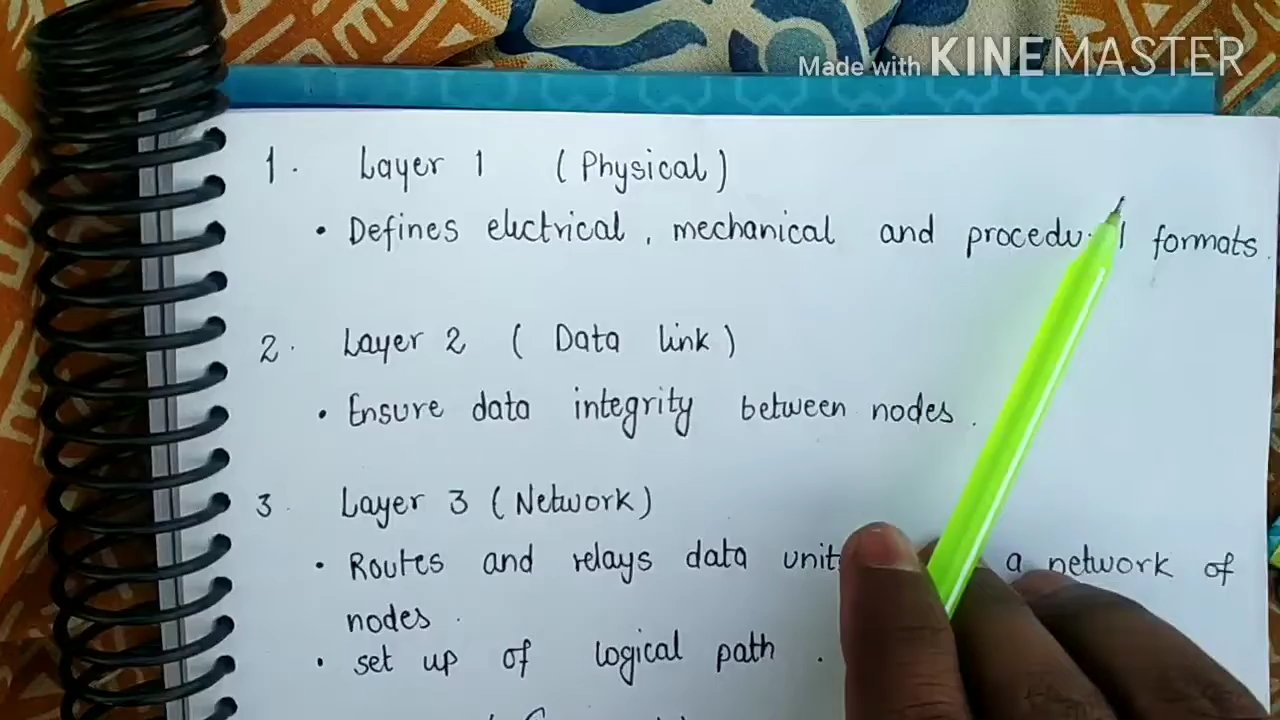 Made with KINEMASTER
1. Layer 1 (Physical)
• Defines electrical, mechanical and formats.
2. Layer 2 (Data link)
• Ensure data integrity between nodes.
3. Layer 3 (Network)
• Routes and relays data a network of
nodes.
• set up of logical path.